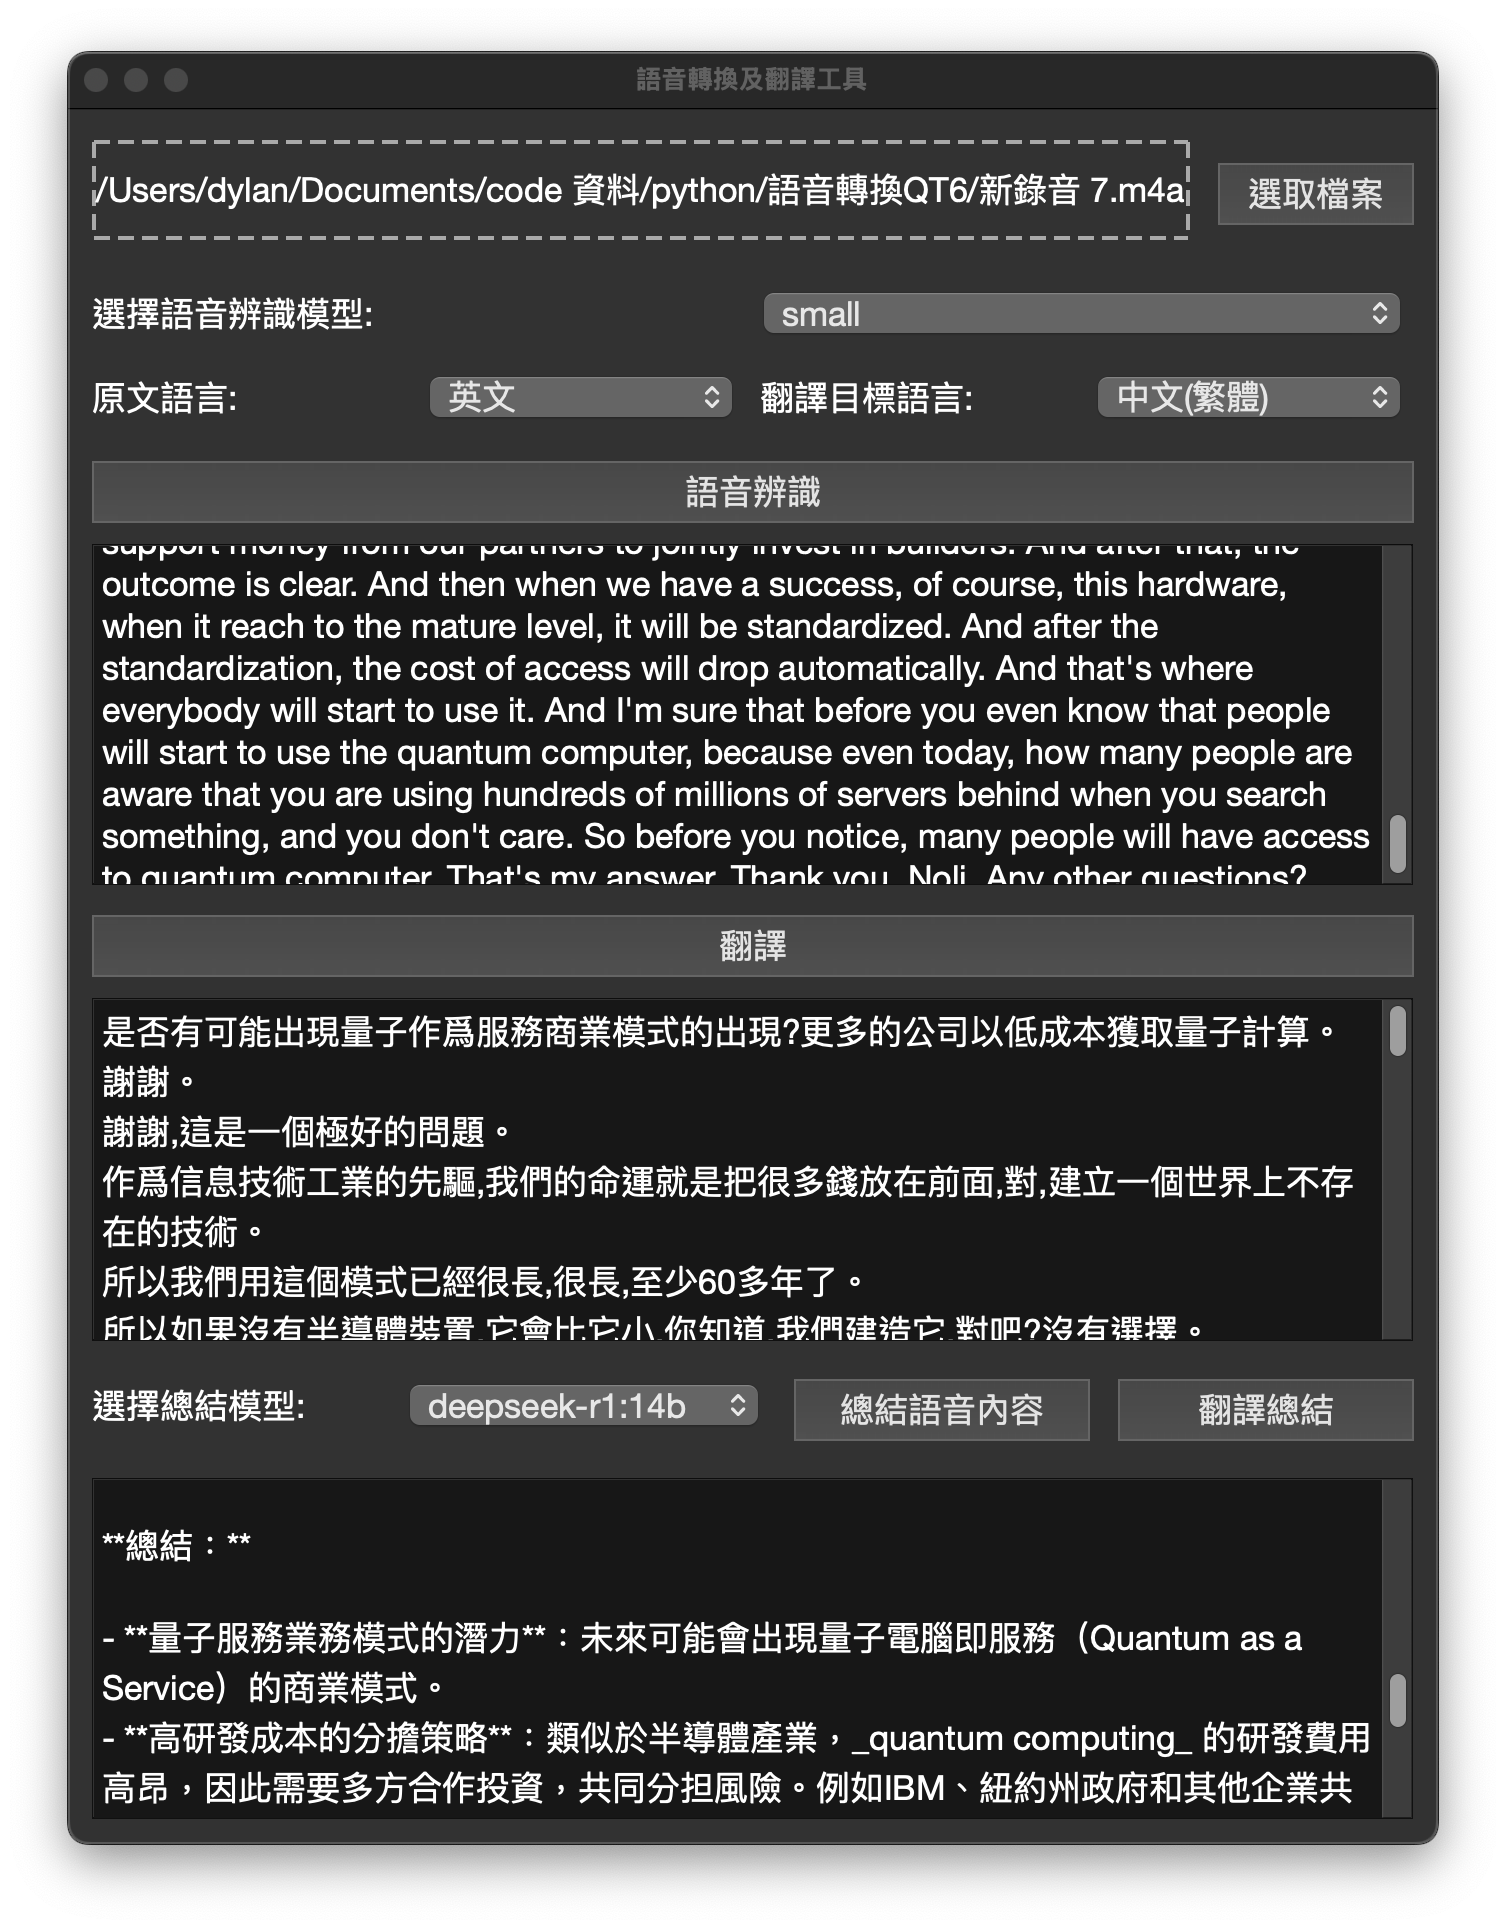 語音轉換及翻譯工具
/Users/dylan/Documents/code 資料/python/語音轉換QT6/新錄音 7.m4a
選取檔案
選擇語音辨識模型:
small
原文語言:
英文
翻譯目標語言:
中文(繁體)
語音辨識
support money from our partners to jointly invest in builders. And after that, the
outcome is clear. And then when we have a success, of course, this hardware,
when it reach to the mature level, it will be standardized. And after the
standardization, the cost of access will drop automatically. And that's where
everybody will start to use it. And I'm sure that before you even know that people
will start to use the quantum computer, because even today, how many people are
aware that you are using hundreds of millions of servers behind when you search
something, and you don't care. So before you notice, many people will have access
to quantum computer. That's my answer. Thank you, Noli. Any other questions?
翻譯
是否有可能出現量子作爲服務商業模式的出現?更多的公司以低成本獲取量子計算。
謝謝。
謝謝,這是一個極好的問題。
作爲信息技術工業的先驅,我們的命運就是把很多錢放在前面,對,建立一個世界上不存
在的技術。
所以我們用這個模式已經很長,很長,至少60多年了。
所以如果沒有半導體裝置,它會比它小,你知道,我們建造它,對吧?沒有選擇。
選擇總結模型:
deepseek-r1:14b
總結語音內容
翻譯總結
**總結：**
- **量子服務業務模式的潛力**：未來可能會出現量子電腦即服務（Quantum as a
Service）的商業模式。
- **高研發成本的分擔策略**：類似於半導體產業，_quantum computing_ 的研發費用
高昂，因此需要多方合作投資，共同分担風險。例如IBM、紐約州政府和其他企業共